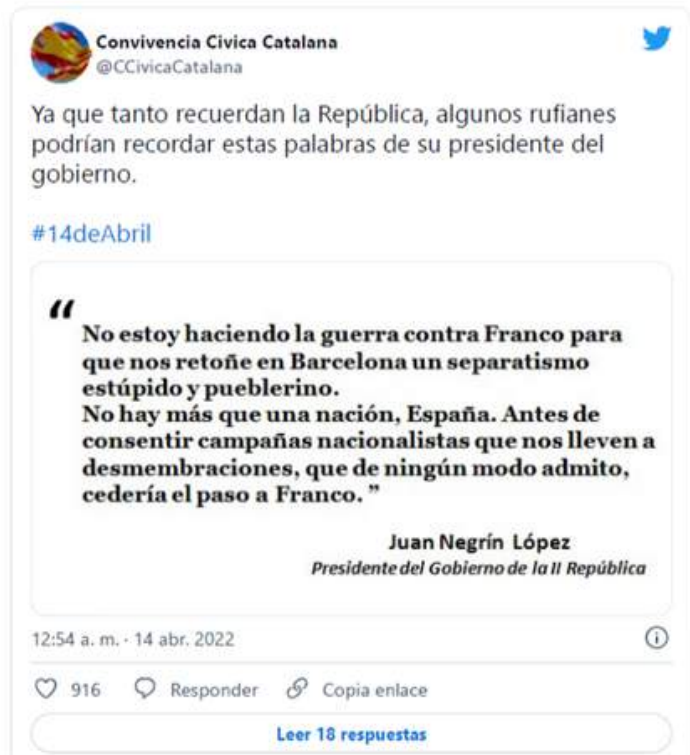 Convivencia Civica Catalana
@CCivicaCatalana
Ya que tanto recuerdan la República, algunos rufianes
podrían recordar estas palabras de su presidente del
gobierno.
#14deAbril
“
No estoy haciendo la guerra contra Franco para
que nos retoñe en Barcelona un separatismo
estúpido y pueblerino.
No hay más que una nación, España. Antes de
consentir campañas nacionalistas que nos lleven a
desmembraciones, que de ningún modo admito,
cedería el paso a Franco. ”
Juan Negrín López
Presidente del Gobierno de la II República
12:54 a. m. · 14 abr. 2022
916 Responder Copia enlace
Leer 18 respuestas